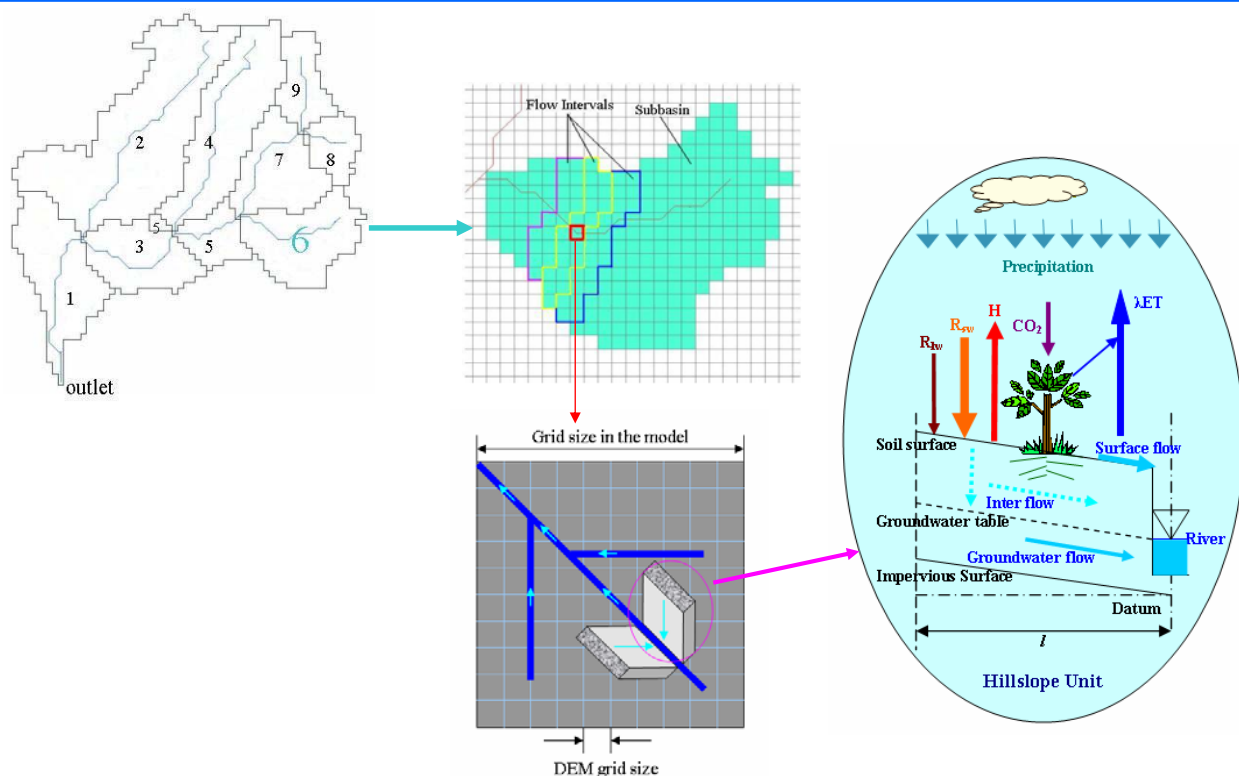 9
2
4
7
8
5
3
5
6
1
outlet
Flow Intervals
Subbasin
Grid size in the model
DEM grid size
Precipitation
λET
H
CO₂
Rsw
Rlw
Soil surface
Surface flow
Inter flow
Groundwater table
River
Groundwater flow
Impervious Surface
Datum
l
Hillslope Unit